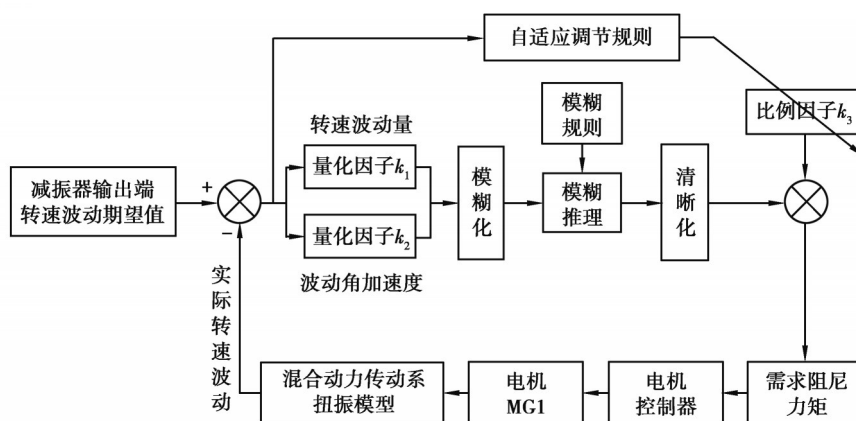 自适应调节规则
模糊
规则
比例因子k₃
转速波动量
量化因子k₁
减振器输出端
转速波动期望值
+
−
模
糊
化
模糊
推理
清
晰
化
量化因子k₂
波动角加速度
实
际
转
速
波
动
混合动力传动系
扭振模型
电机
MG1
电机
控制器
需求阻尼
力矩